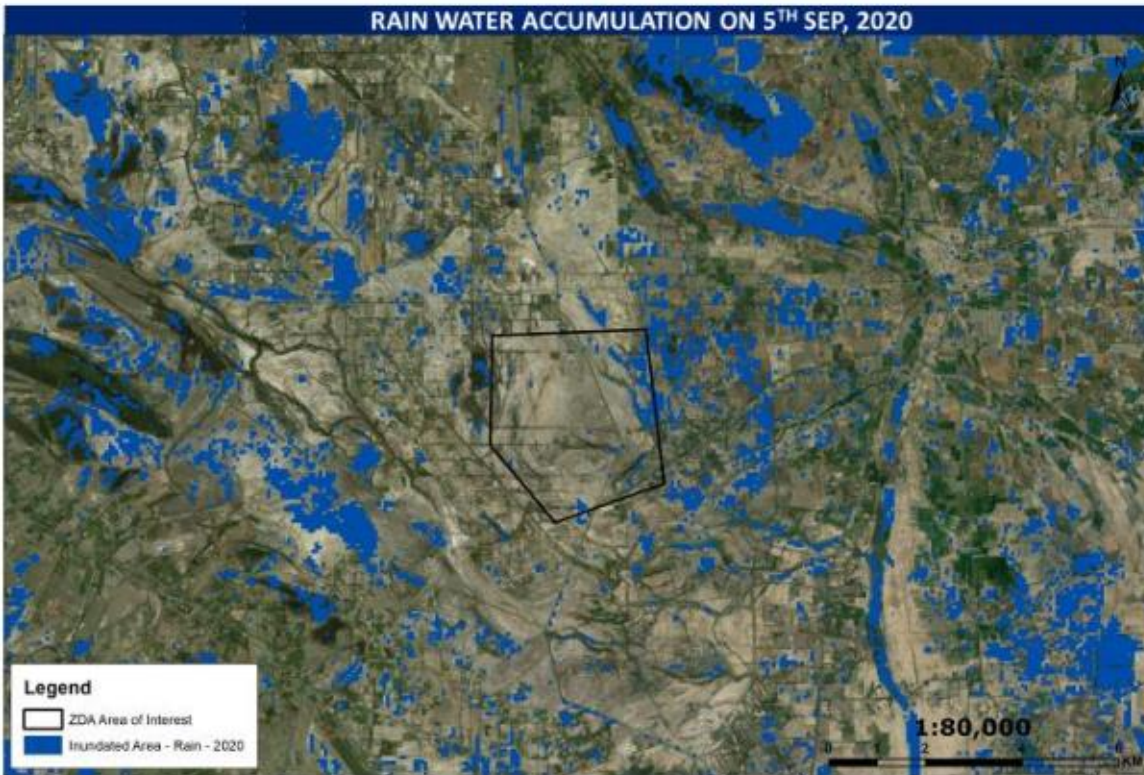 RAIN WATER ACCUMULATION ON 5TH SEP, 2020
N
Legend
ZDA Area of Interest
Inundated Area - Rain - 2020
1:80,000
0 1 2 4 6
Km